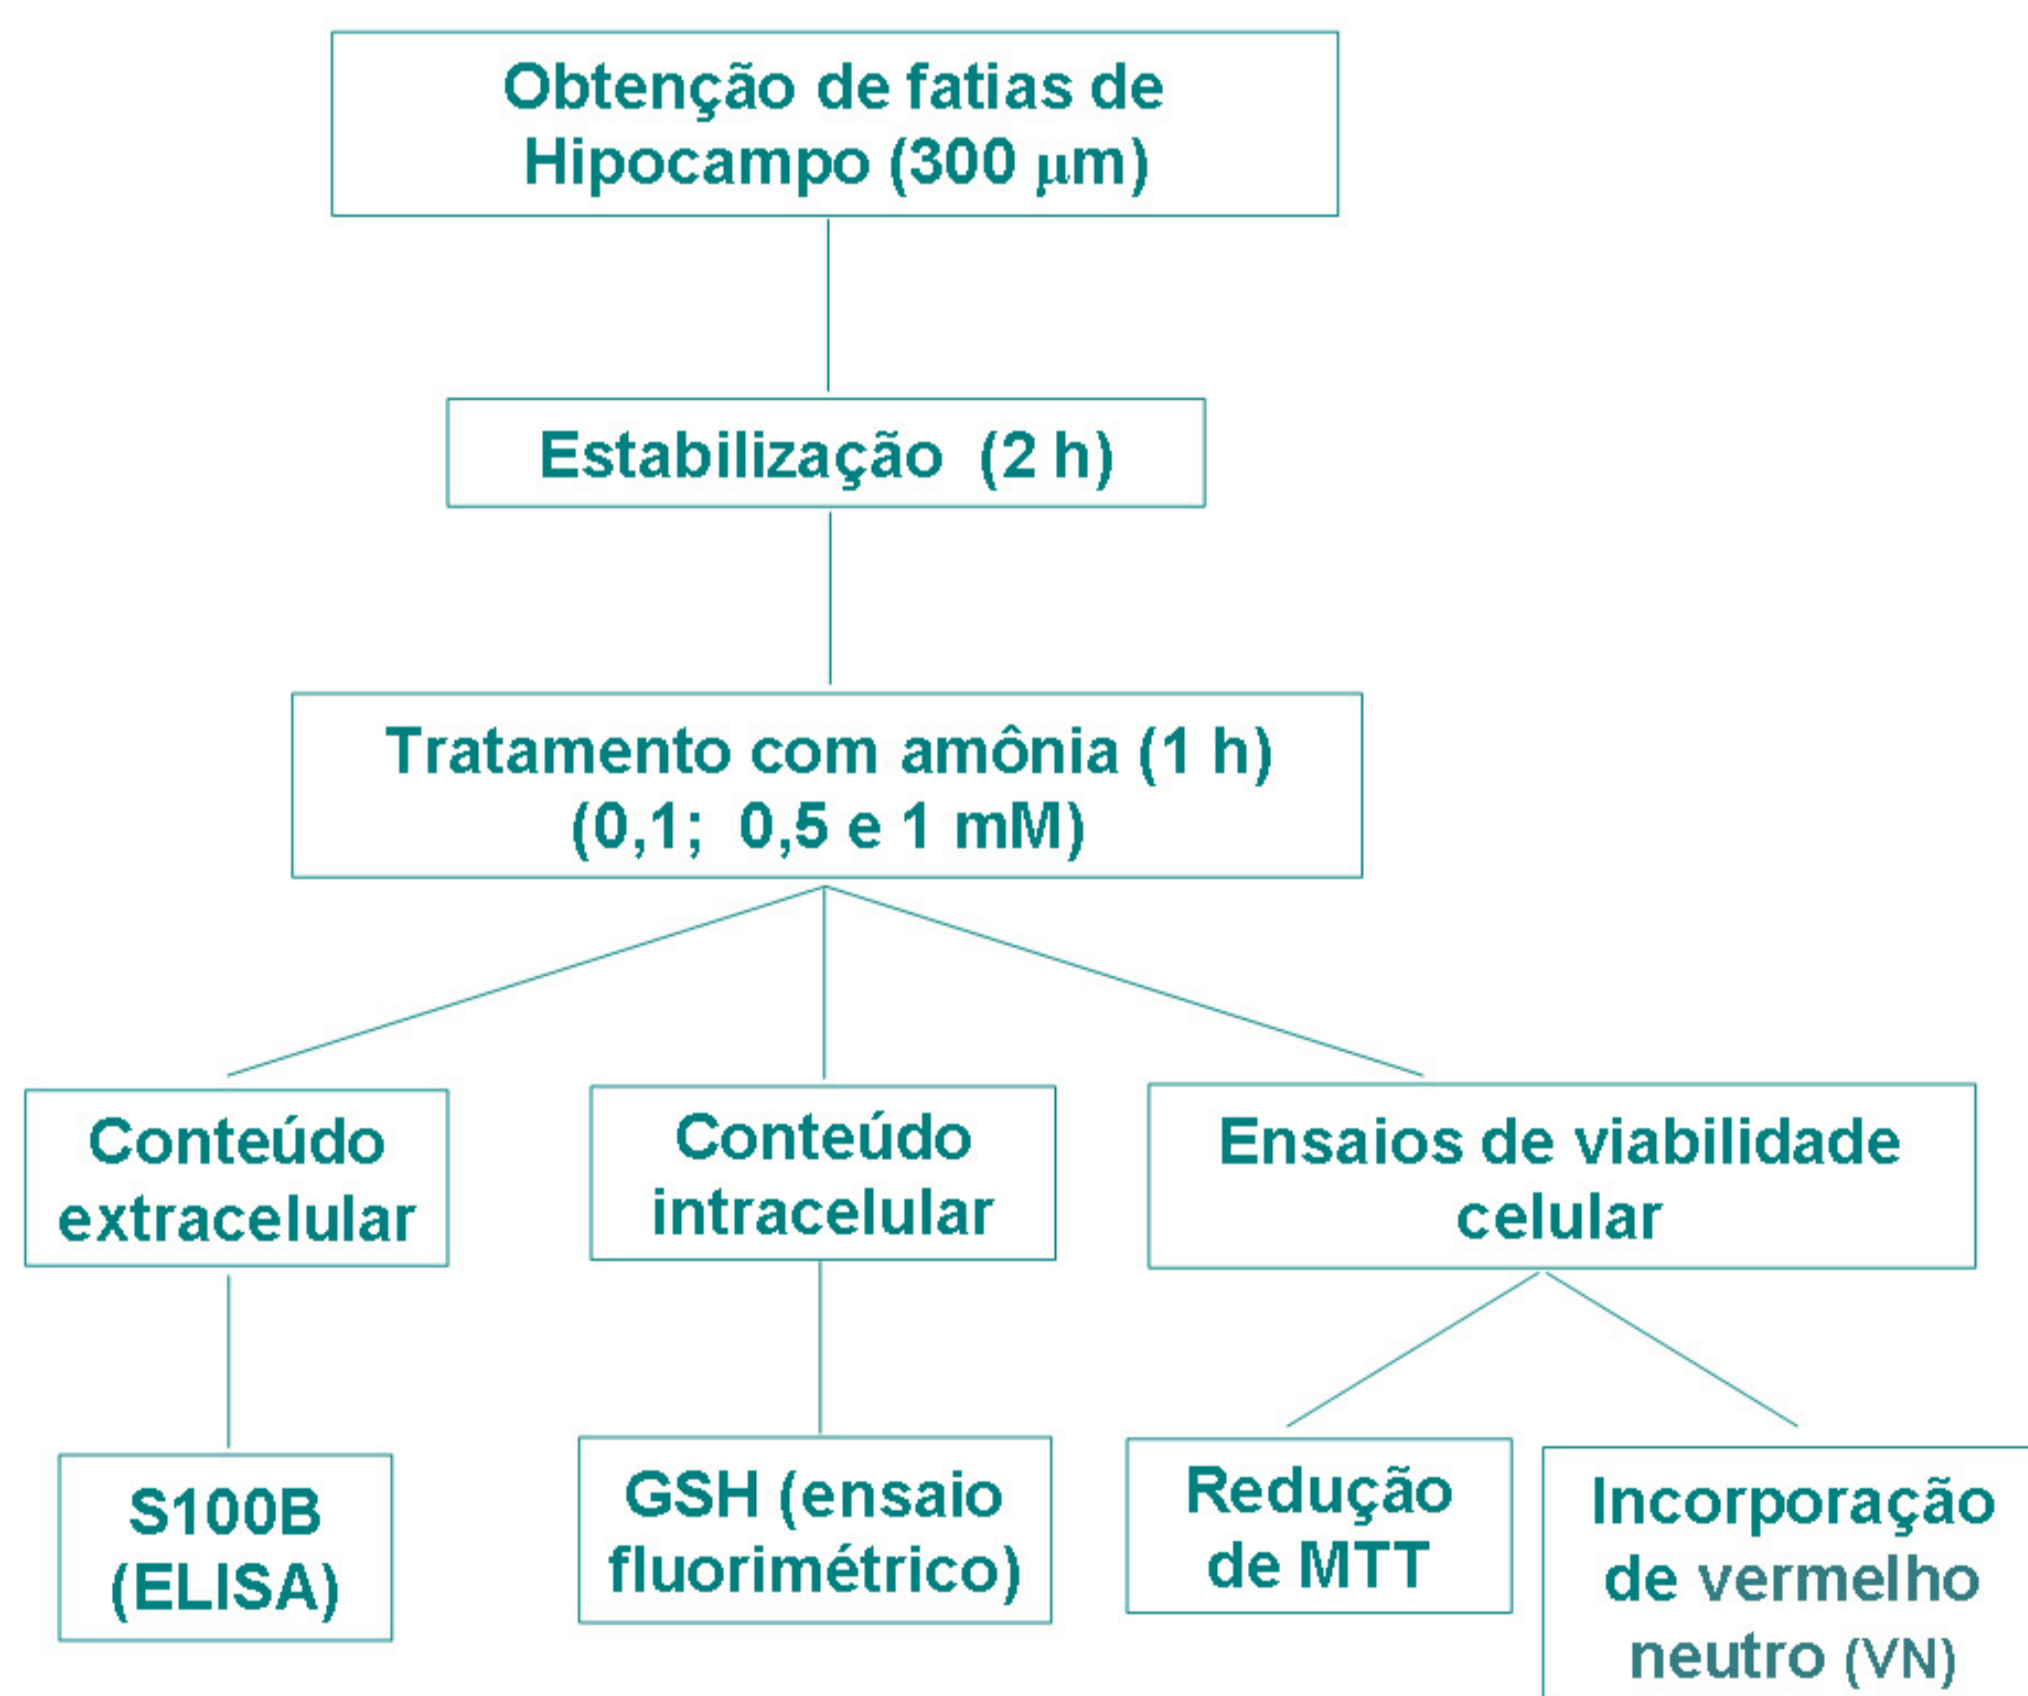 Obtenção de fatias de
Hipocampo (300 μm)
Estabilização (2 h)
Tratamento com amônia (1 h)
(0,1; 0,5 e 1 mM)
Conteúdo
extracelular
Conteúdo
intracelular
Ensaios de viabilidade
celular
S100B
(ELISA)
GSH (ensaio
fluorimétrico)
Redução
de MTT
Incorporação
de vermelho
neutro (VN)